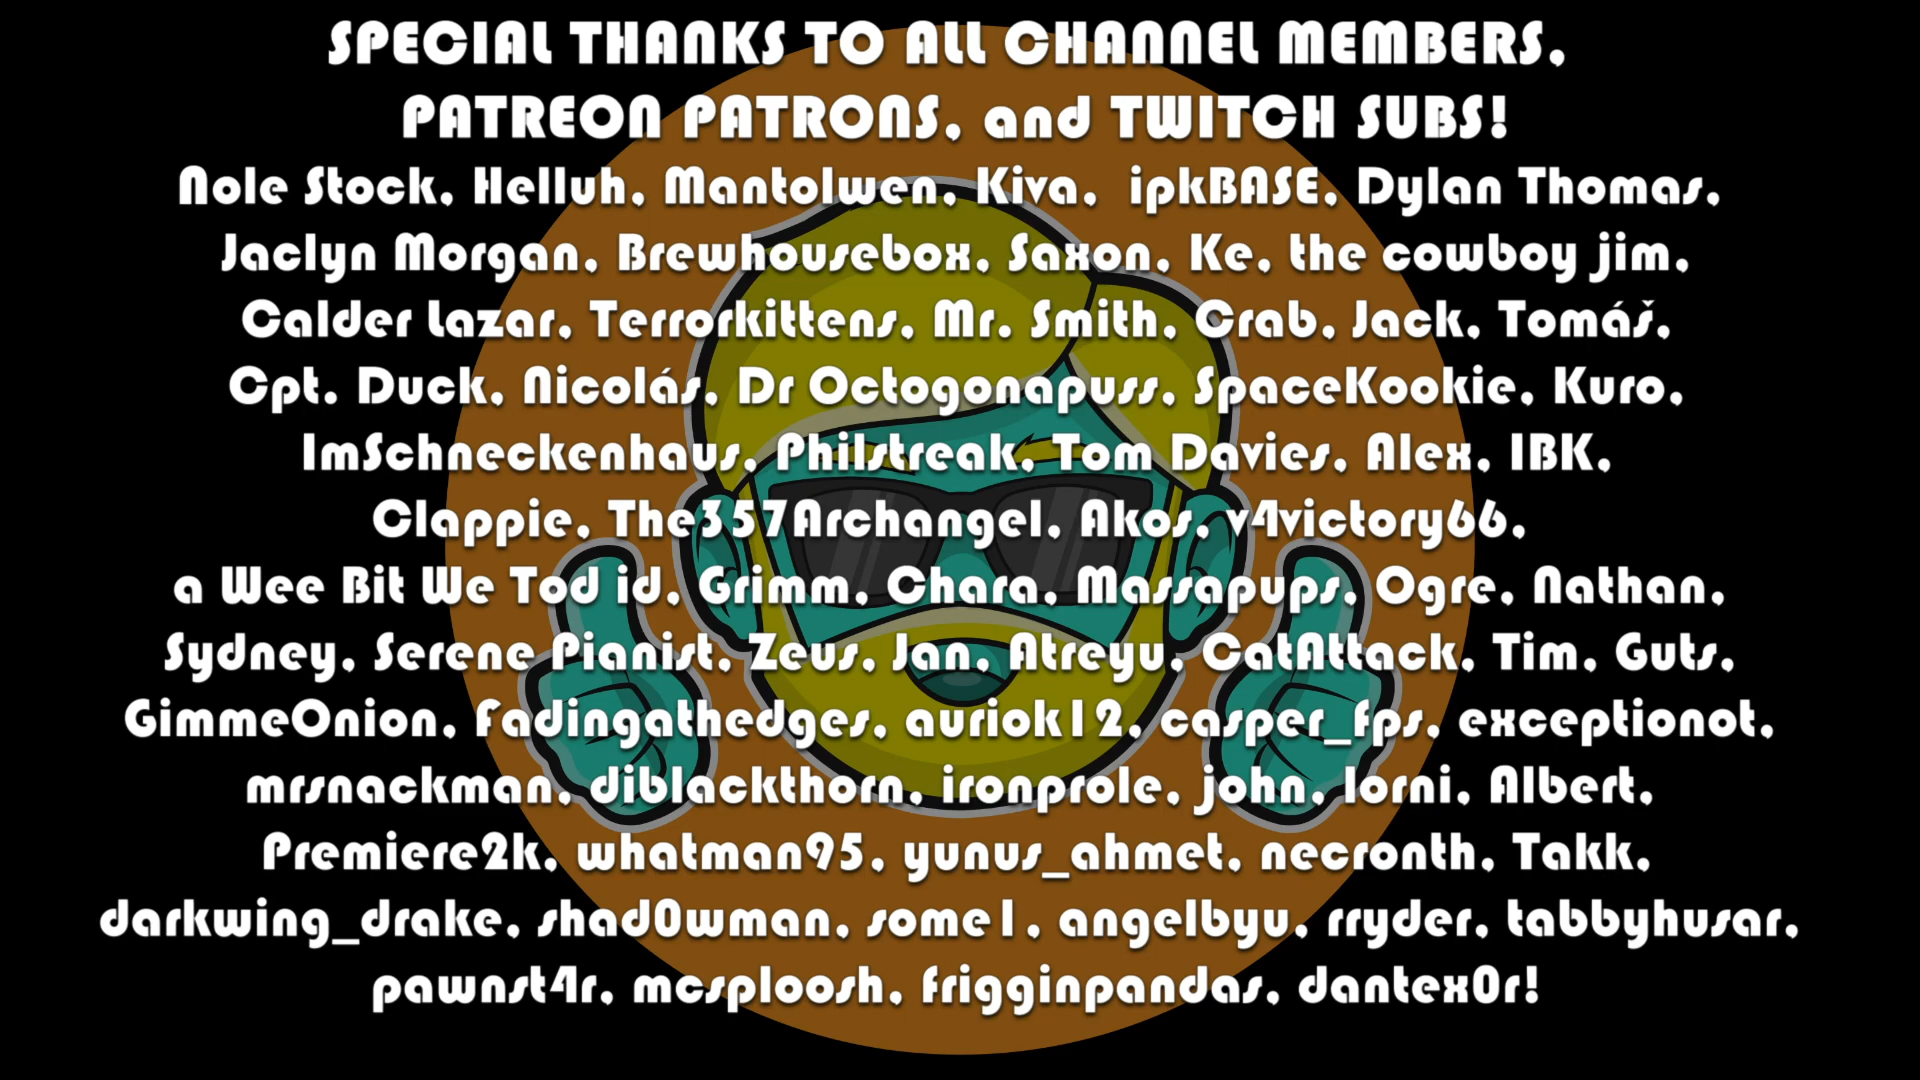 SPECIAL THANKS TO ALL CHANNEL MEMBERS,
PATREON PATRONS, and TWITCH SUBS!
Nole Stock, Helluh, Mantolwen, Kiva, ipkBASE, Dylan Thomas,
Jaclyn Morgan, Brewhousebox, Saxon, Ke, the cowboy jim,
Calder Lazar, Terrorkittens, Mr. Smith, Crab, Jack, Tomáš,
Cpt. Duck, Nicolás, Dr Octogonapuss, SpaceKookie, Kuro,
ImSchneckenhaus, Philstreak, Tom Davies, Alex, IBK,
Clappie, The357Archangel, Akos, v4victory66,
a Wee Bit We Tod id, Grimm, Chara, Massapups, Ogre, Nathan,
Sydney, Serene Pianist, Zeus, Jan, Atreyu, CatAttack, Tim, Guts,
GimmeOnion, Fadingathedges, auriok12, casper_fps, exceptionot,
mrsnackman, diblackthorn, ironprole, john, lorni, Albert,
Premiere2k, whatman95, yunus_ahmet, necronth, Takk,
darkwing_drake, shad0wman, some1, angelbyu, rryder, tabbyhusar,
pawnst4r, mcsploosh, frigginpandas, dantex0r!